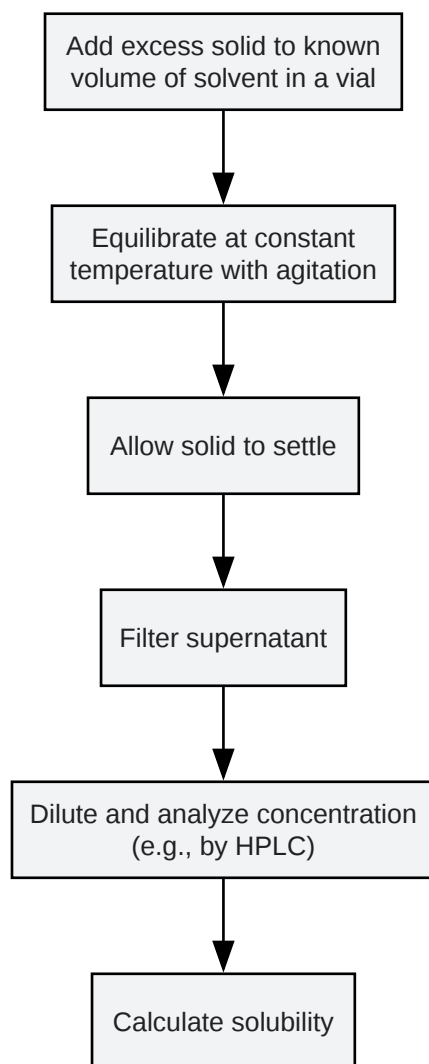 Add excess solid to known
volume of solvent in a vial
Equilibrate at constant
temperature with agitation
Allow solid to settle
Filter supernatant
Dilute and analyze concentration
(e.g., by HPLC)
Calculate solubility